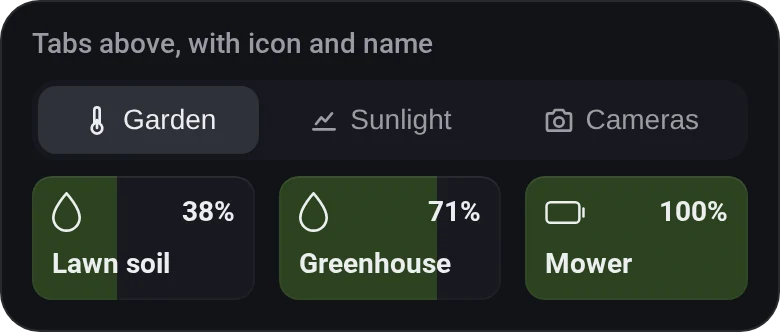 Tabs above, with icon and name
Garden Sunlight Cameras
38% 71% 100%
Lawn soil Greenhouse Mower